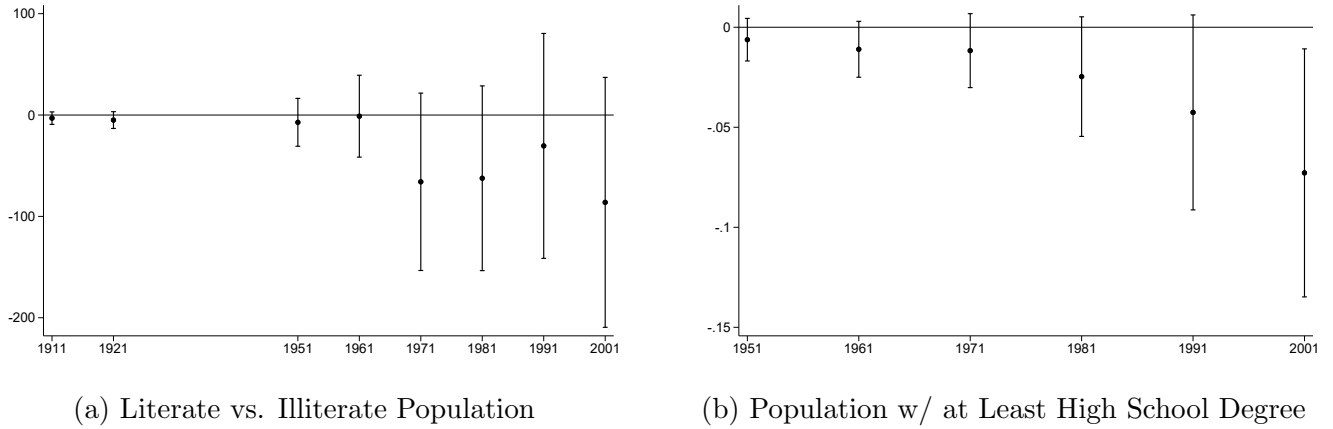 100
0
-100
-200
1911 1921 1951 1961 1971 1981 1991 2001
(a) Literate vs. Illiterate Population
0
-.05
-.1
-.15
1951 1961 1971 1981 1991 2001
(b) Population w/ at Least High School Degree